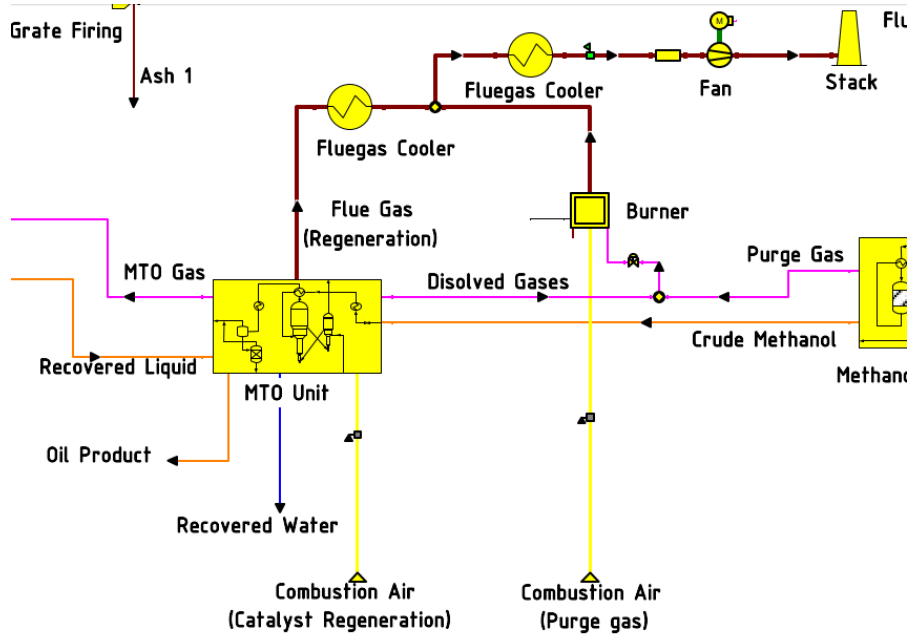 Grate Firing
Flu
Ash 1
M
Fluegas Cooler
Fan
Stack
Fluegas Cooler
Flue Gas
(Regeneration)
Burner
MTO Gas
Disolved Gases
Purge Gas
Crude Methanol
Recovered Liquid
MTO Unit
Methano
Oil Product
Recovered Water
Combustion Air
(Catalyst Regeneration)
Combustion Air
(Purge gas)